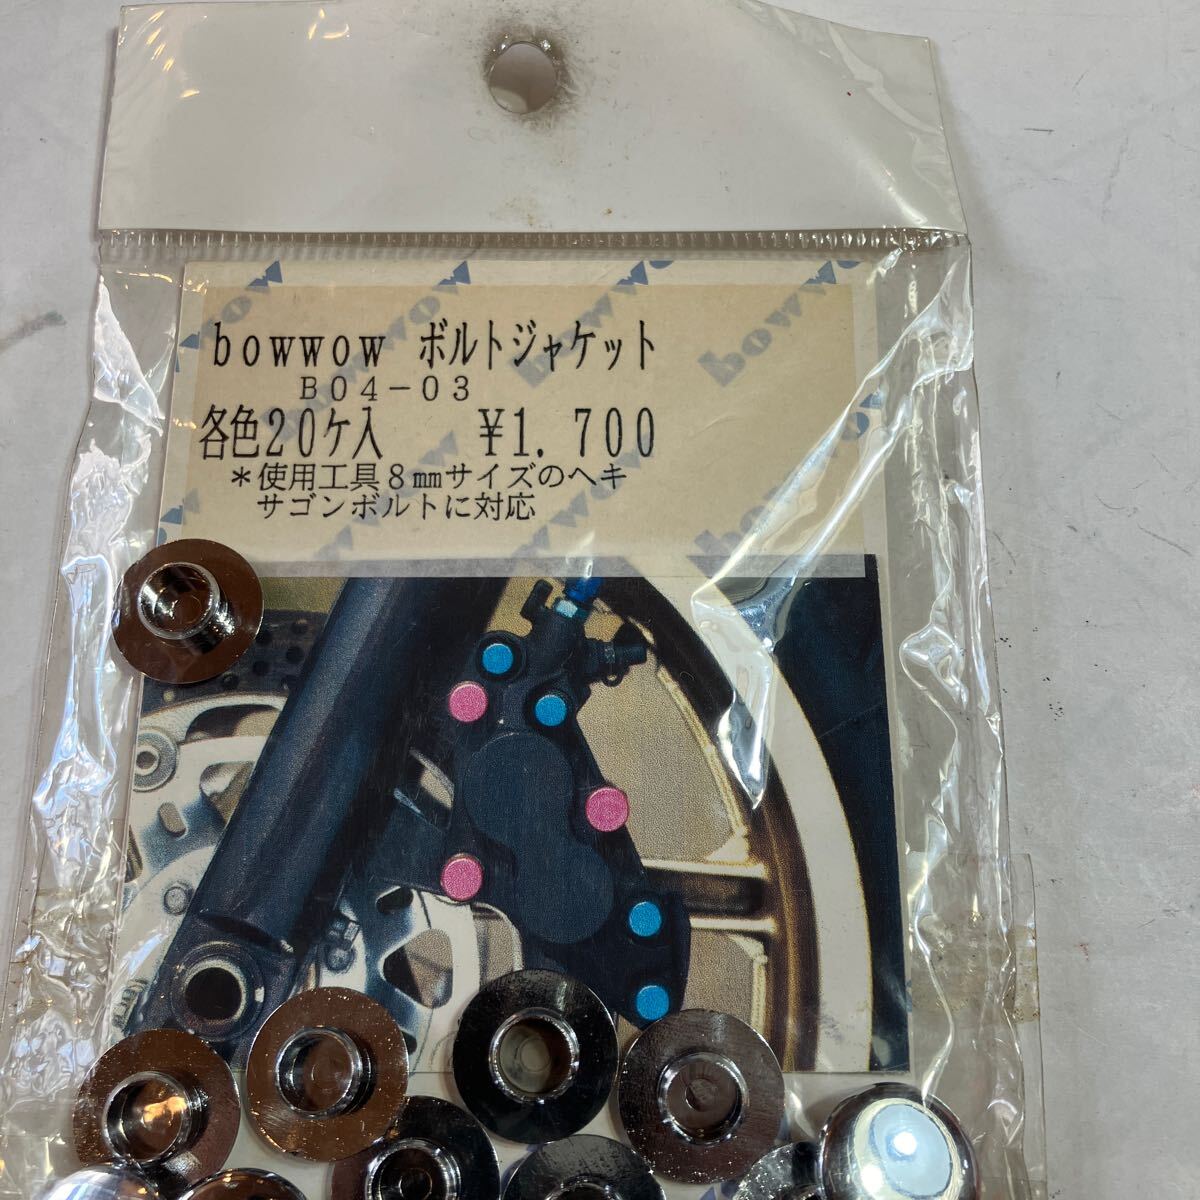 bowwow ボルトジャケット
B04-03
各色20ケ入 ¥1.700
*使用工具8mmサイズのヘキ
サゴンボルトに対応